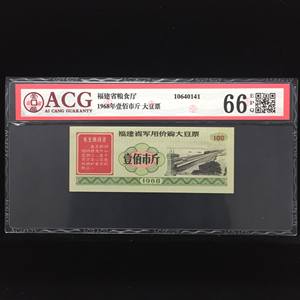 ACG
AI CANG GUARANTY
福建省粮食厅
1968年壹佰市斤 大豆票
10640141
66
EPQ
福建省军用价购大豆票
100
壹佰市斤
1968